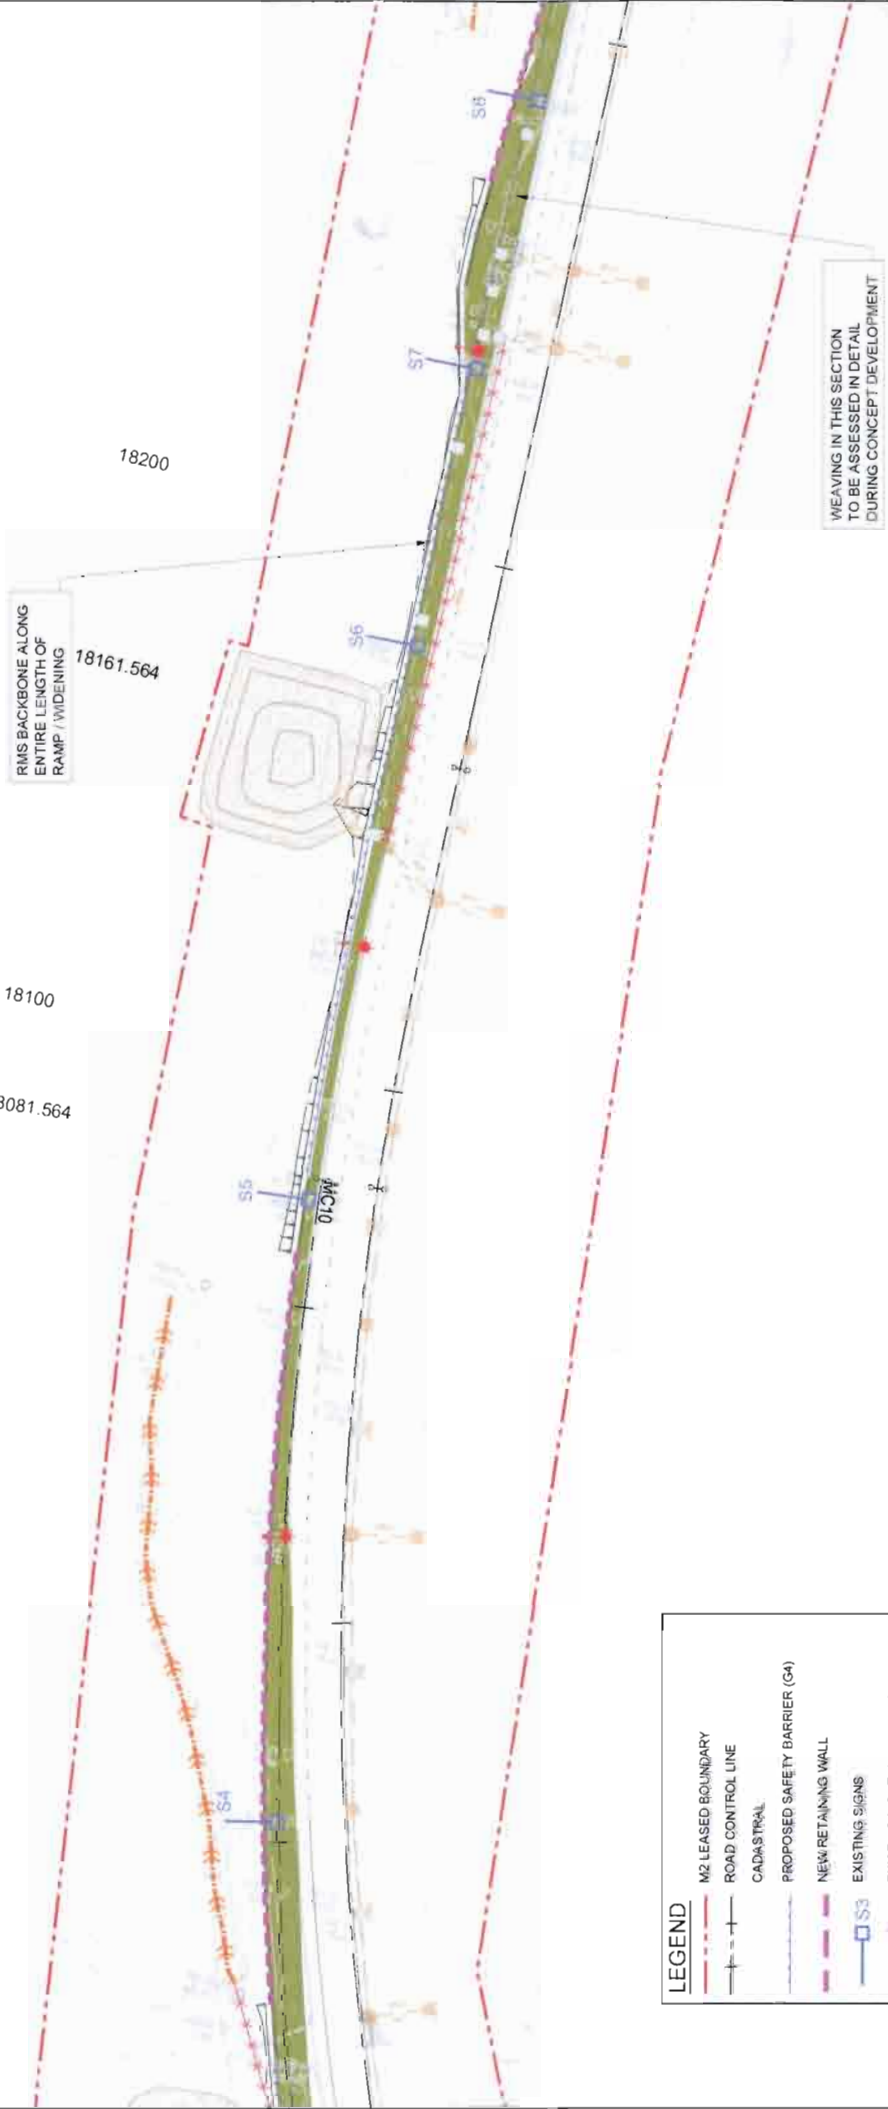 S8
S7
18200
WEAVING IN THIS SECTION
TO BE ASSESSED IN DETAIL
DURING CONCEPT DEVELOPMENT
RMS BACKBONE ALONG
ENTIRE LENGTH OF
RAMP / WIDENING
S6
18161.564
18100
8081.564
S5
MC10
S4
LEGEND
M2 LEASED BOUNDARY
ROAD CONTROL LINE
CADASTRAL
PROPOSED SAFETY BARRIER (G4)
NEW RETAINING WALL
S3
EXISTING SIGNS